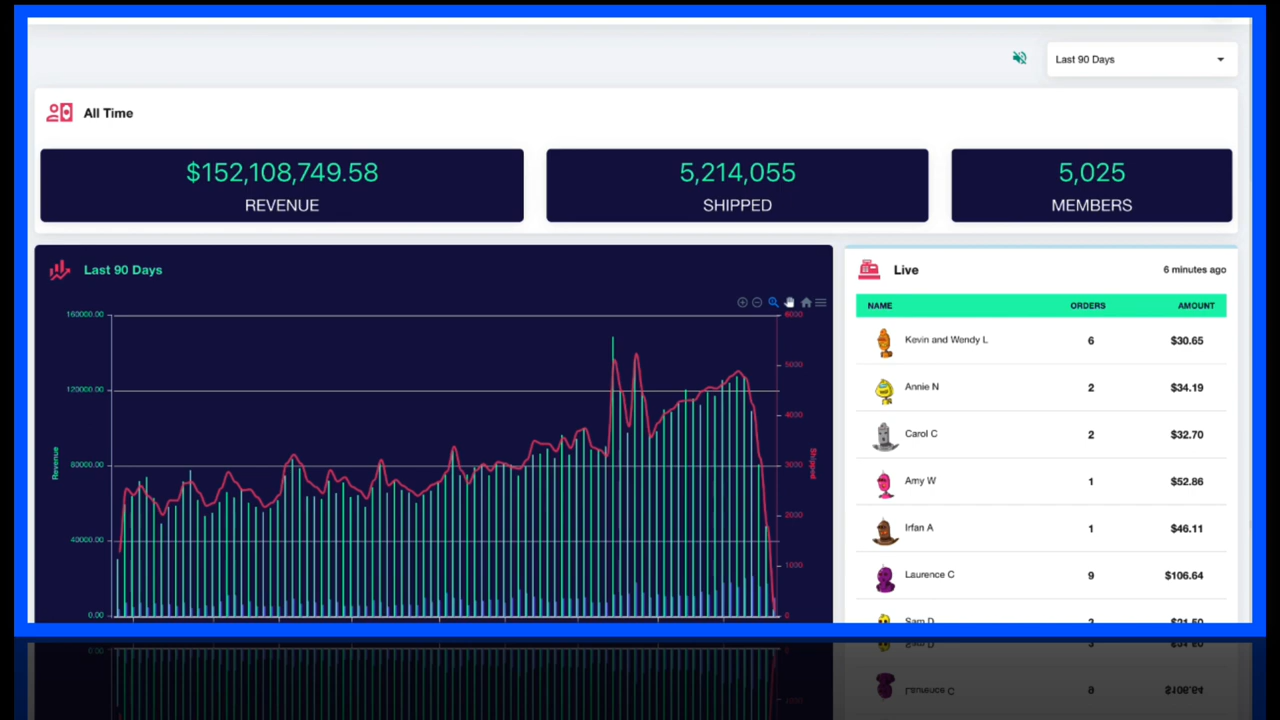 Last 90 Days
All Time
$152,108,749.58
REVENUE
5,214,055
SHIPPED
5,025
MEMBERS
Last 90 Days
160000.00
120000.00
80000.00
40000.00
0.00
Revenue
6000
5000
4000
3000
2000
1000
0
Shipped
Live
6 minutes ago
NAME ORDERS AMOUNT
Kevin and Wendy L 6 $30.65
Annie N 2 $34.19
Carol C 2 $32.70
Amy W 1 $52.86
Irfan A 1 $46.11
Laurence C 9 $106.64
Sam D